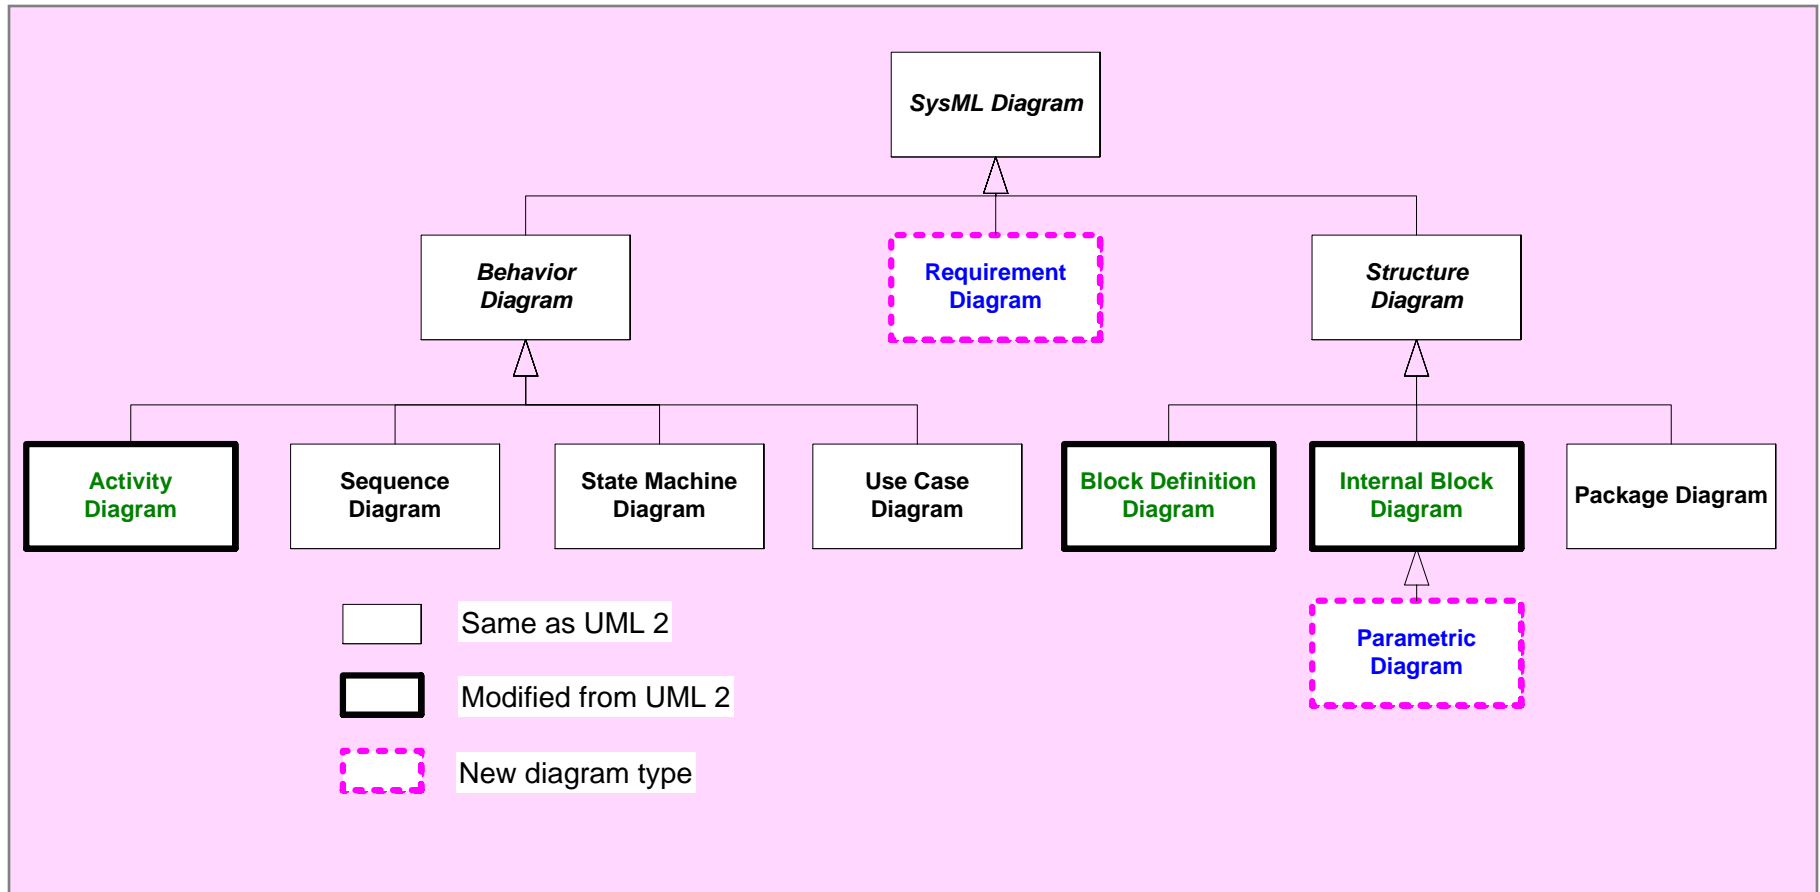 SysML Diagram
Behavior
Diagram
Requirement
Diagram
Structure
Diagram
Activity
Diagram
Sequence
Diagram
State Machine
Diagram
Use Case
Diagram
Block Definition
Diagram
Internal Block
Diagram
Package Diagram
Parametric
Diagram
Same as UML 2
Modified from UML 2
New diagram type